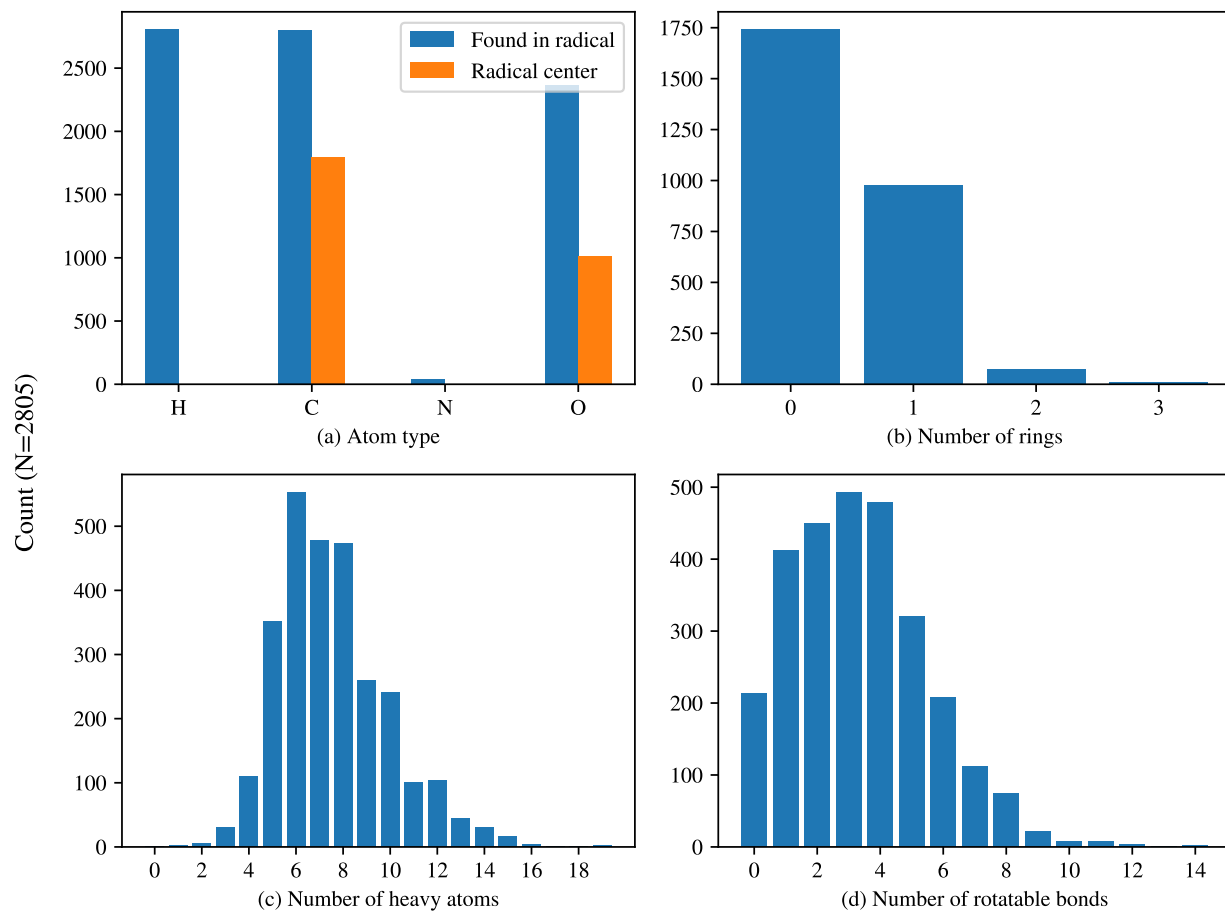 Count (N=2805)
2500
2000
1500
1000
500
0
Found in radical
Radical center
H C N O
(a) Atom type
1750
1500
1250
1000
750
500
250
0
0 1 2 3
(b) Number of rings
500
400
300
200
100
0
0 2 4 6 8 10 12 14 16 18
(c) Number of heavy atoms
500
400
300
200
100
0
0 2 4 6 8 10 12 14
(d) Number of rotatable bonds